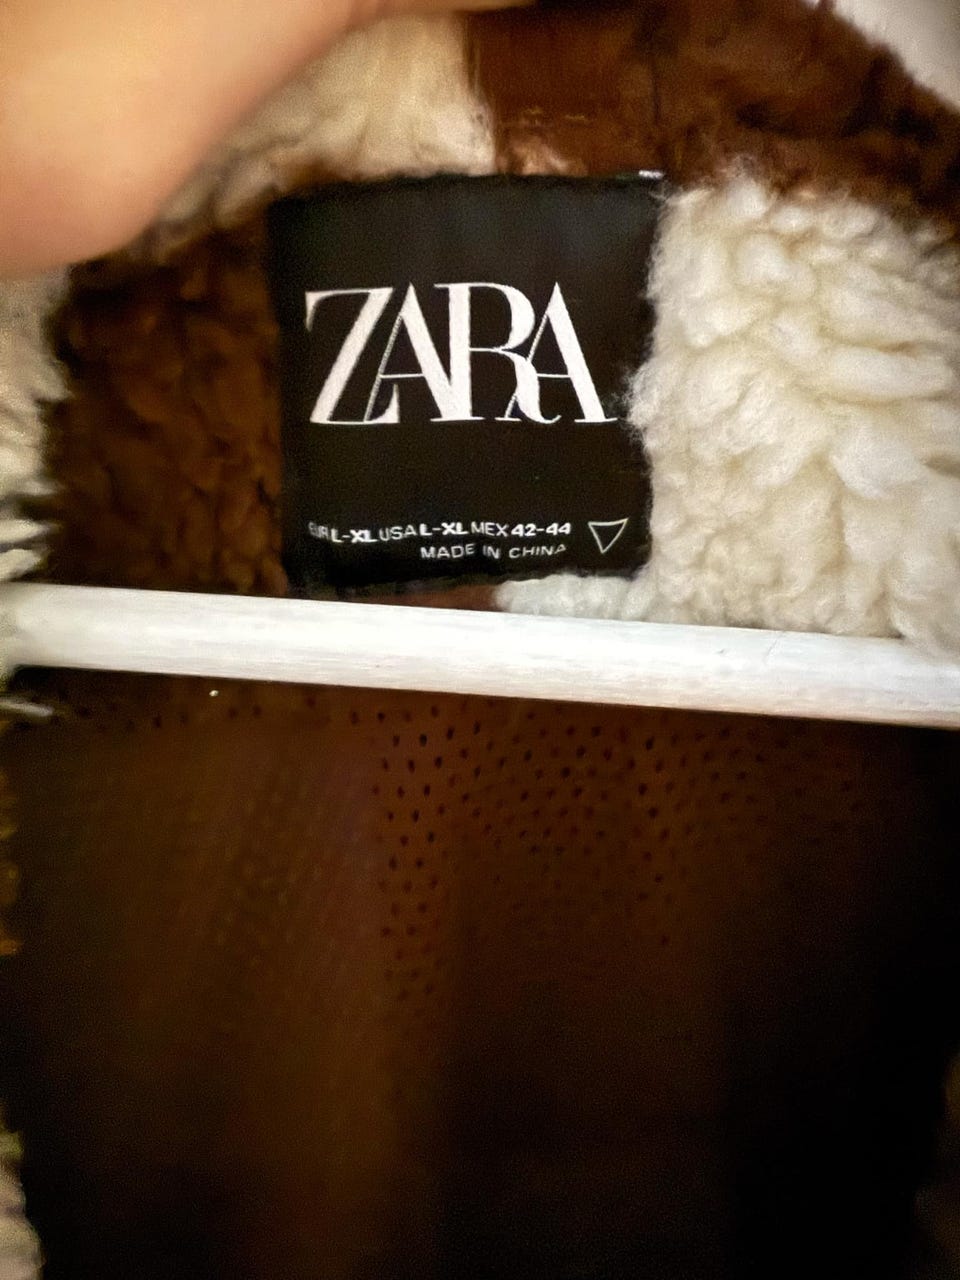 ZARA
EUR L-XL USA L-XL MEX 42-44
MADE IN CHINA